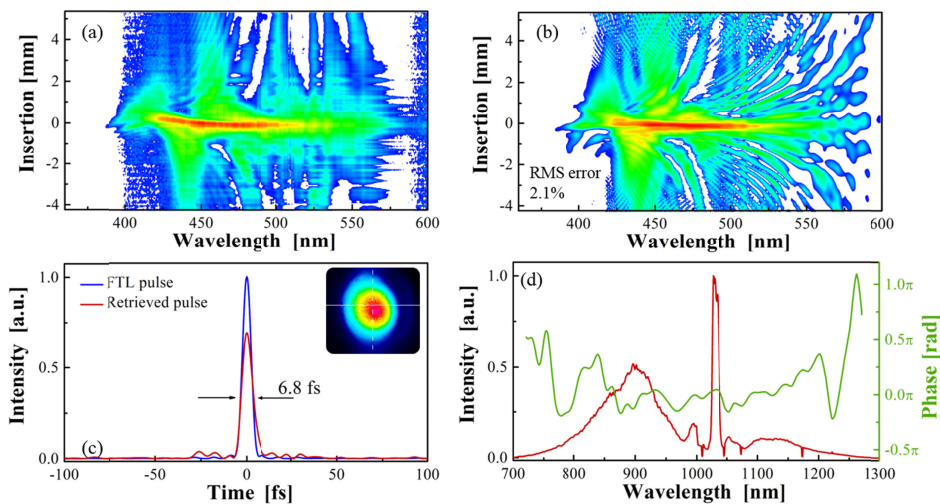 (a)
Insertion [mm]
4
2
0
-2
-4
400 450 500 550 600
Wavelength [nm]
(b)
Insertion [mm]
4
2
0
-2
-4
RMS error
2.1%
400 450 500 550 600
Wavelength [nm]
(c)
FTL pulse
Retrieved pulse
6.8 fs
Intensity [a.u.]
1.0
0.5
0.0
-100 -50 0 50 100
Time [fs]
(d)
Intensity [a.u.]
1.0
0.5
0.0
700 800 900 1000 1100 1200 1300
Wavelength [nm]
1.0π
0.5π
0.0π
-0.5π
Phase [rad]